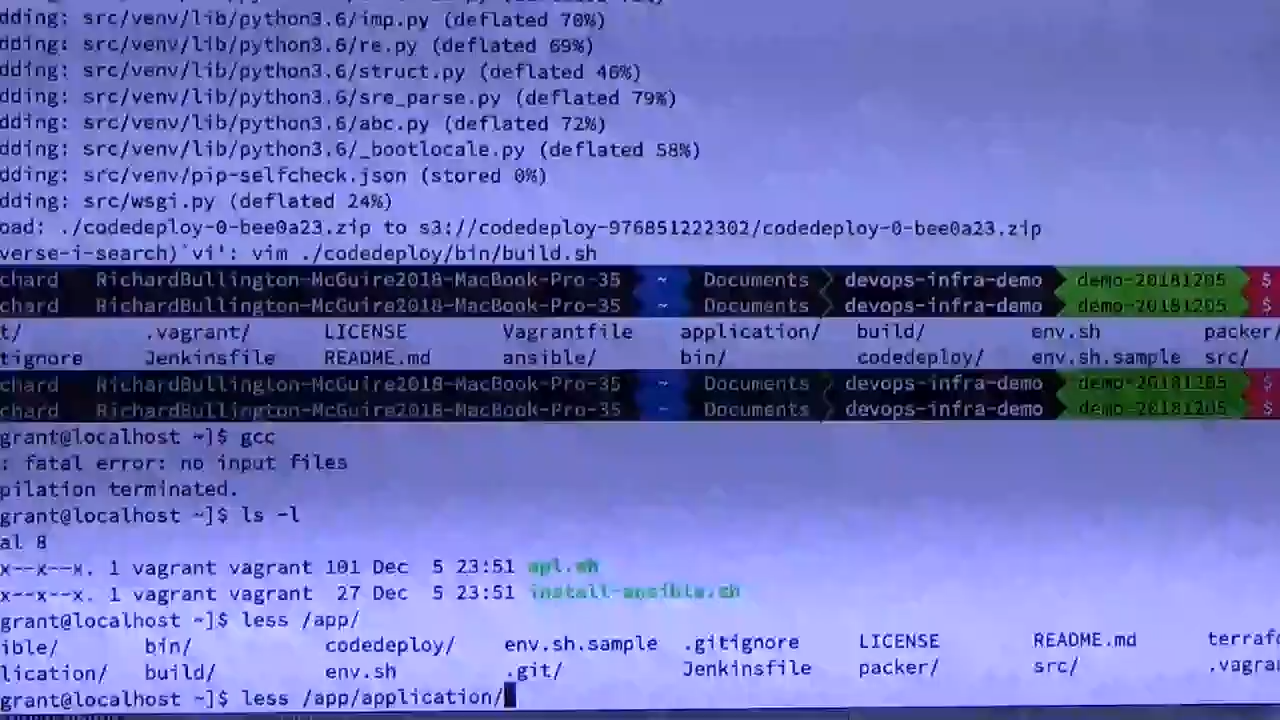 dding: src/venv/lib/python3.6/imp.py (deflated 70%)
dding: src/venv/lib/python3.6/re.py (deflated 69%)
dding: src/venv/lib/python3.6/struct.py (deflated 46%)
dding: src/venv/lib/python3.6/sre_parse.py (deflated 79%)
dding: src/venv/lib/python3.6/abc.py (deflated 72%)
dding: src/venv/lib/python3.6/_bootlocale.py (deflated 58%)
dding: src/venv/pip-selfcheck.json (stored 0%)
dding: src/wsgi.py (deflated 24%)
oad: ./codedeploy-0-bee0a23.zip to s3://codedeploy-976851222302/codedeploy-0-bee0a23.zip
verse-i-search)`vi': vim ./codedeploy/bin/build.sh
chard RichardBullington-McGuire2018-MacBook-Pro-35 ~ Documents devops-infra-demo demo-20181205 $
chard RichardBullington-McGuire2018-MacBook-Pro-35 ~ Documents devops-infra-demo demo-20181205 $
t/ .vagrant/ LICENSE Vagrantfile application/ build/ env.sh packer/
tignore Jenkinsfile README.md ansible/ bin/ codedeploy/ env.sh.sample src/
chard RichardBullington-McGuire2018-MacBook-Pro-35 ~ Documents devops-infra-demo demo-20181205 $
chard RichardBullington-McGuire2018-MacBook-Pro-35 ~ Documents devops-infra-demo demo-20181205 $
grant@localhost ~]$ gcc
: fatal error: no input files
pilation terminated.
grant@localhost ~]$ ls -l
al 8
x--x--x. 1 vagrant vagrant 101 Dec 5 23:51 apl.sh
x--x--x. 1 vagrant vagrant 27 Dec 5 23:51 install-ansible.sh
grant@localhost ~]$ less /app/
ible/ bin/ codedeploy/ env.sh.sample .gitignore LICENSE README.md terrafo
lication/ build/ env.sh .git/ Jenkinsfile packer/ src/ .vagra
grant@localhost ~]$ less /app/application/